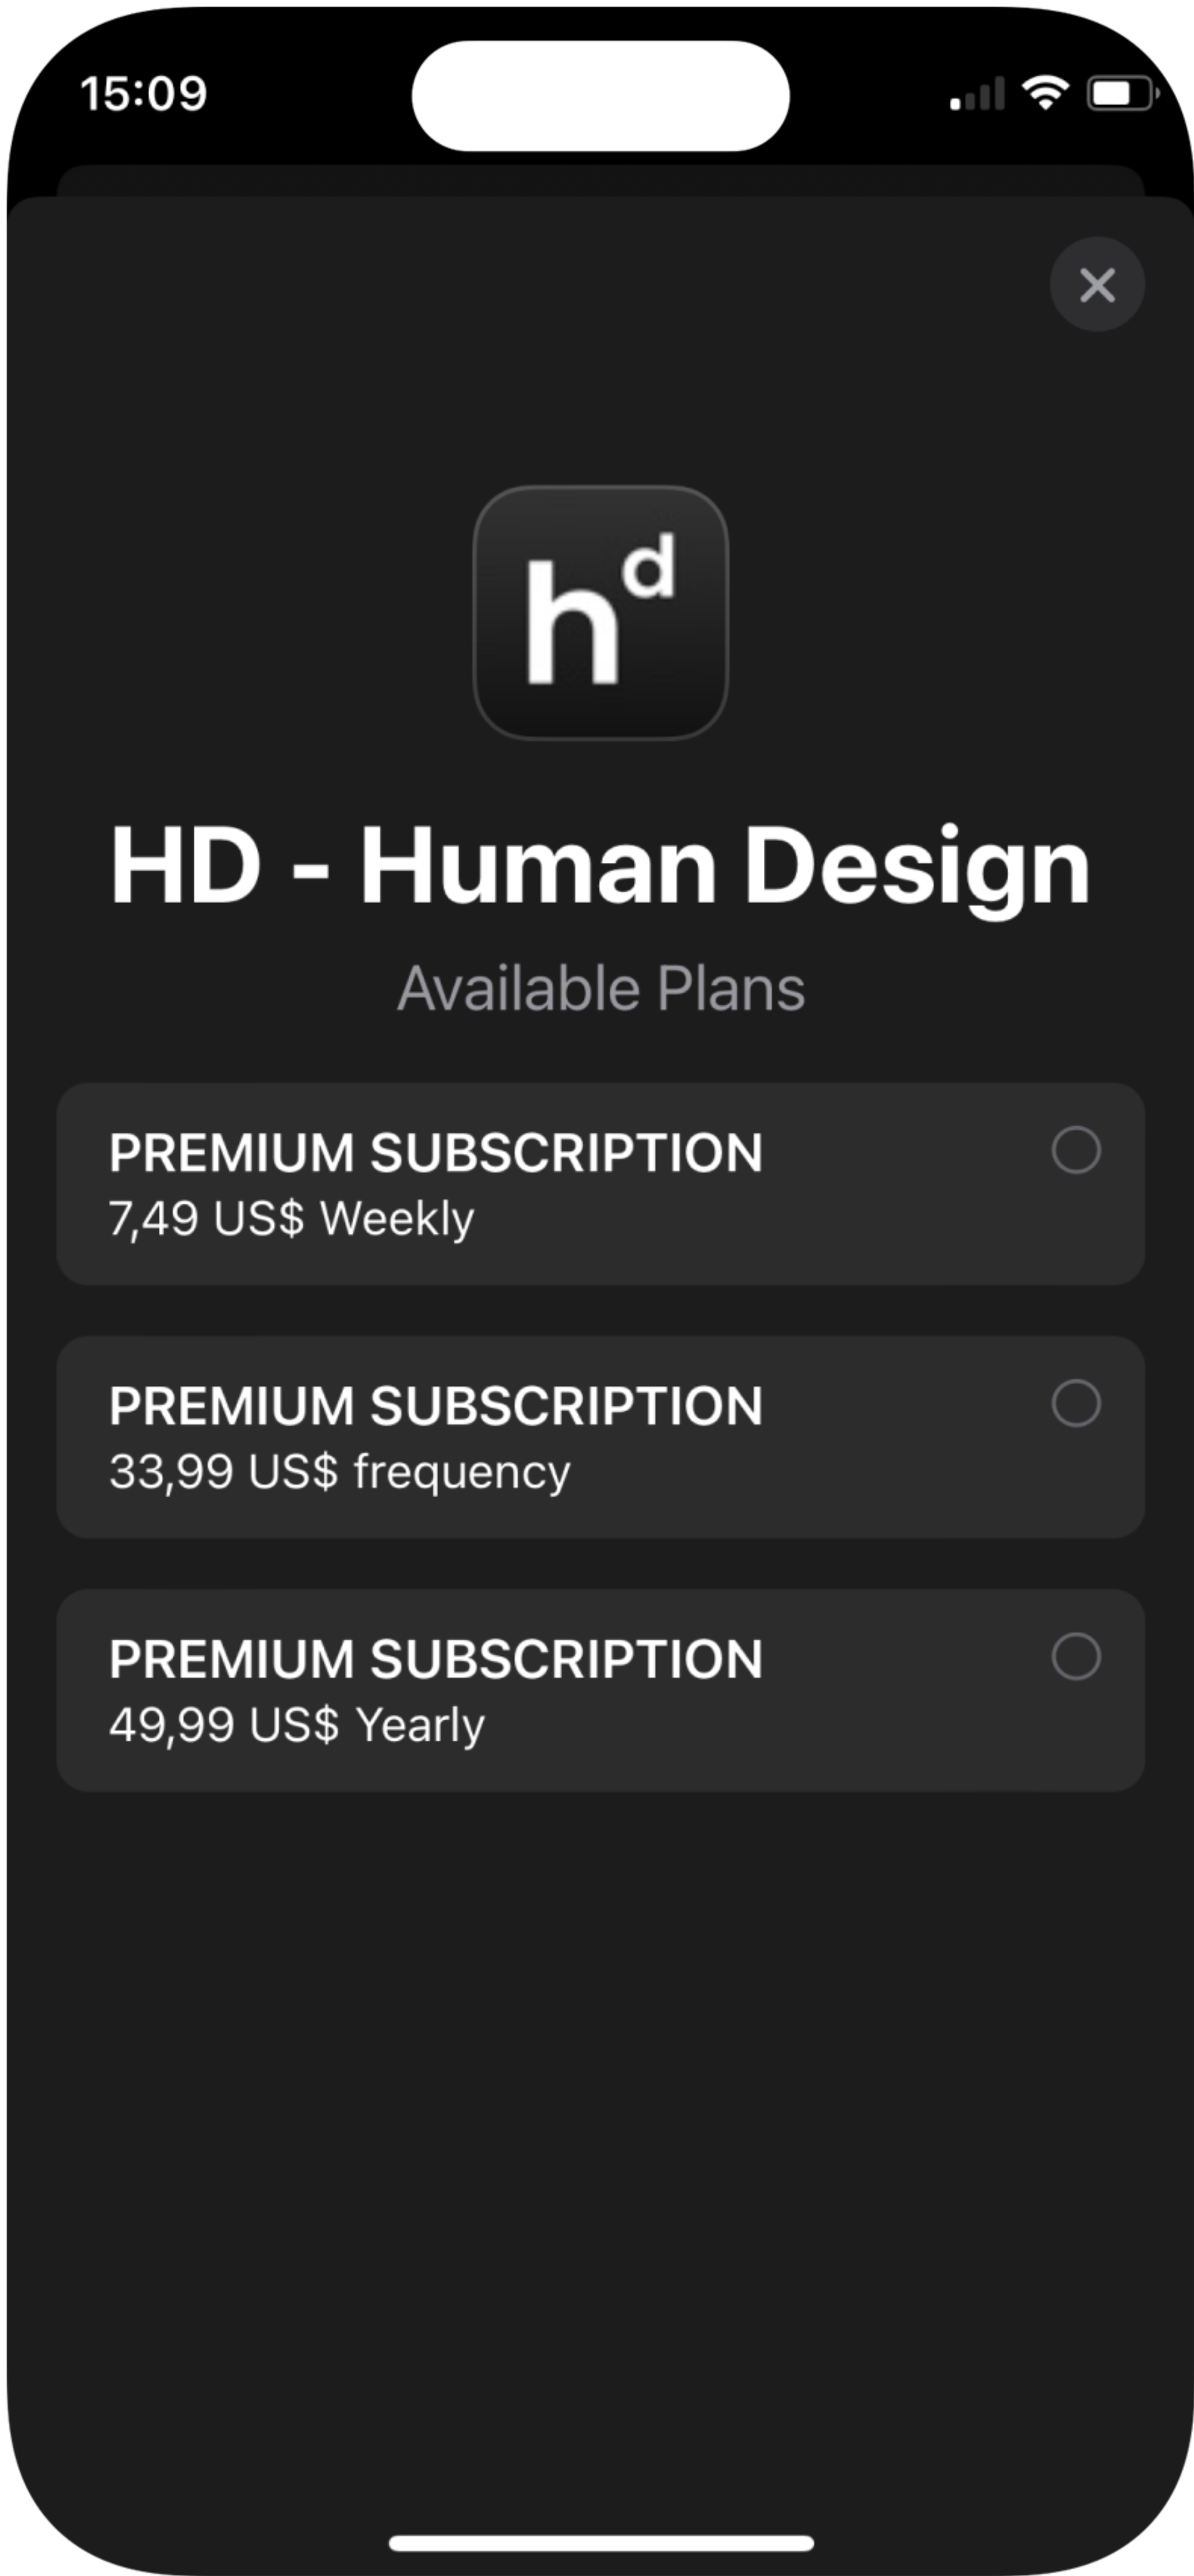 15:09
hd
HD - Human Design
Available Plans
PREMIUM SUBSCRIPTION
7,49 US$ Weekly
PREMIUM SUBSCRIPTION
33,99 US$ frequency
PREMIUM SUBSCRIPTION
49,99 US$ Yearly